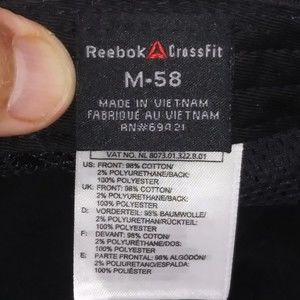 Reebok CrossFit
M-58
MADE IN VIETNAM
FABRIQUÉ AU VIETNAM
RN#69421
VAT NO. NL 8073.01.322.B.01
US: FRONT: 98% COTTON/
2% POLYURETHANE/BACK:
100% POLYESTER
UK: FRONT: 98% COTTON/
2% POLYURETHANE/BACK:
100% POLYESTER
D: VORDERTEIL: 98% BAUMWOLLE/
2% POLYURETHAN/RÜCKTEIL:
100% POLYESTER
F: DEVANT: 98% COTON/
2% POLYURÉTHANE/DOS:
100% POLYESTER
E: PARTE FRONTAL: 98% ALGODÓN/
2% POLIURETANO/ESPALDA:
100% POLIÉSTER